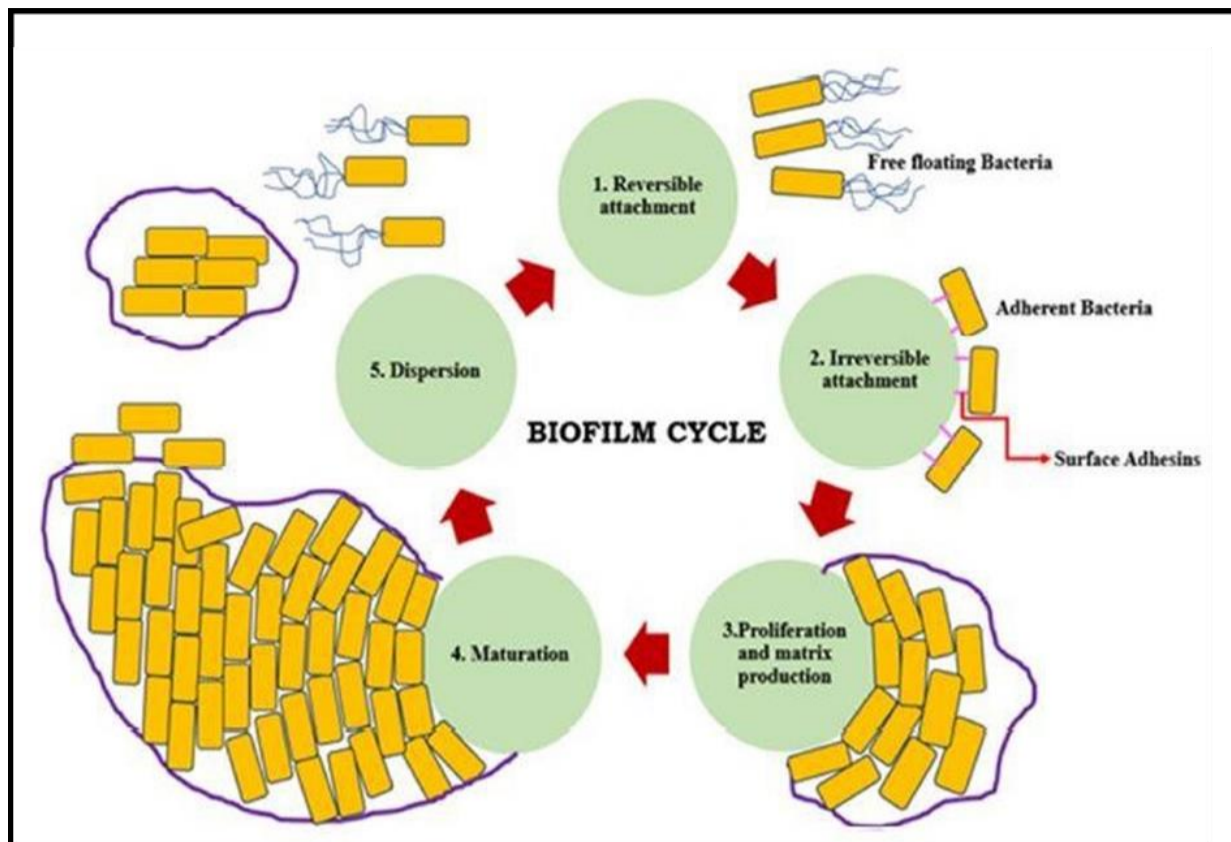 1. Reversible
attachment
Free floating Bacteria
Adherent Bacteria
2. Irreversible
attachment
5. Dispersion
BIOFILM CYCLE
Surface Adhesins
3.Proliferation
and matrix
production
4. Maturation